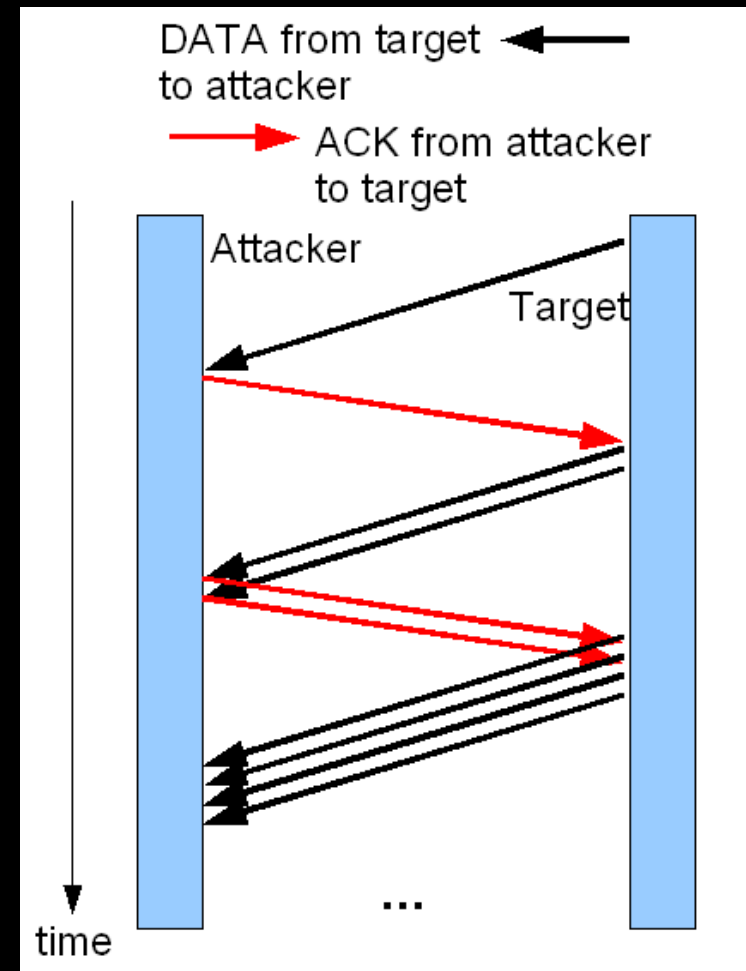 DATA from target
to attacker
ACK from attacker
to target
Attacker
Target
...
time